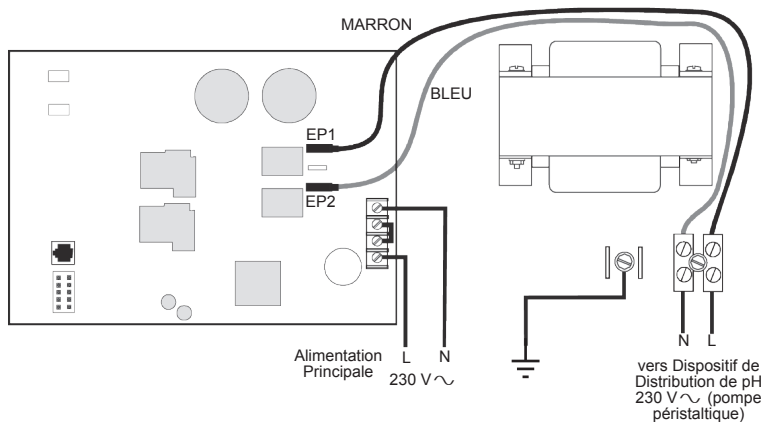 MARRON
BLEU
EP1
EP2
Alimentation
Principale
L
N
230 V
N
L
vers Dispositif de
Distribution de pH
230 V (pompe
péristaltique)